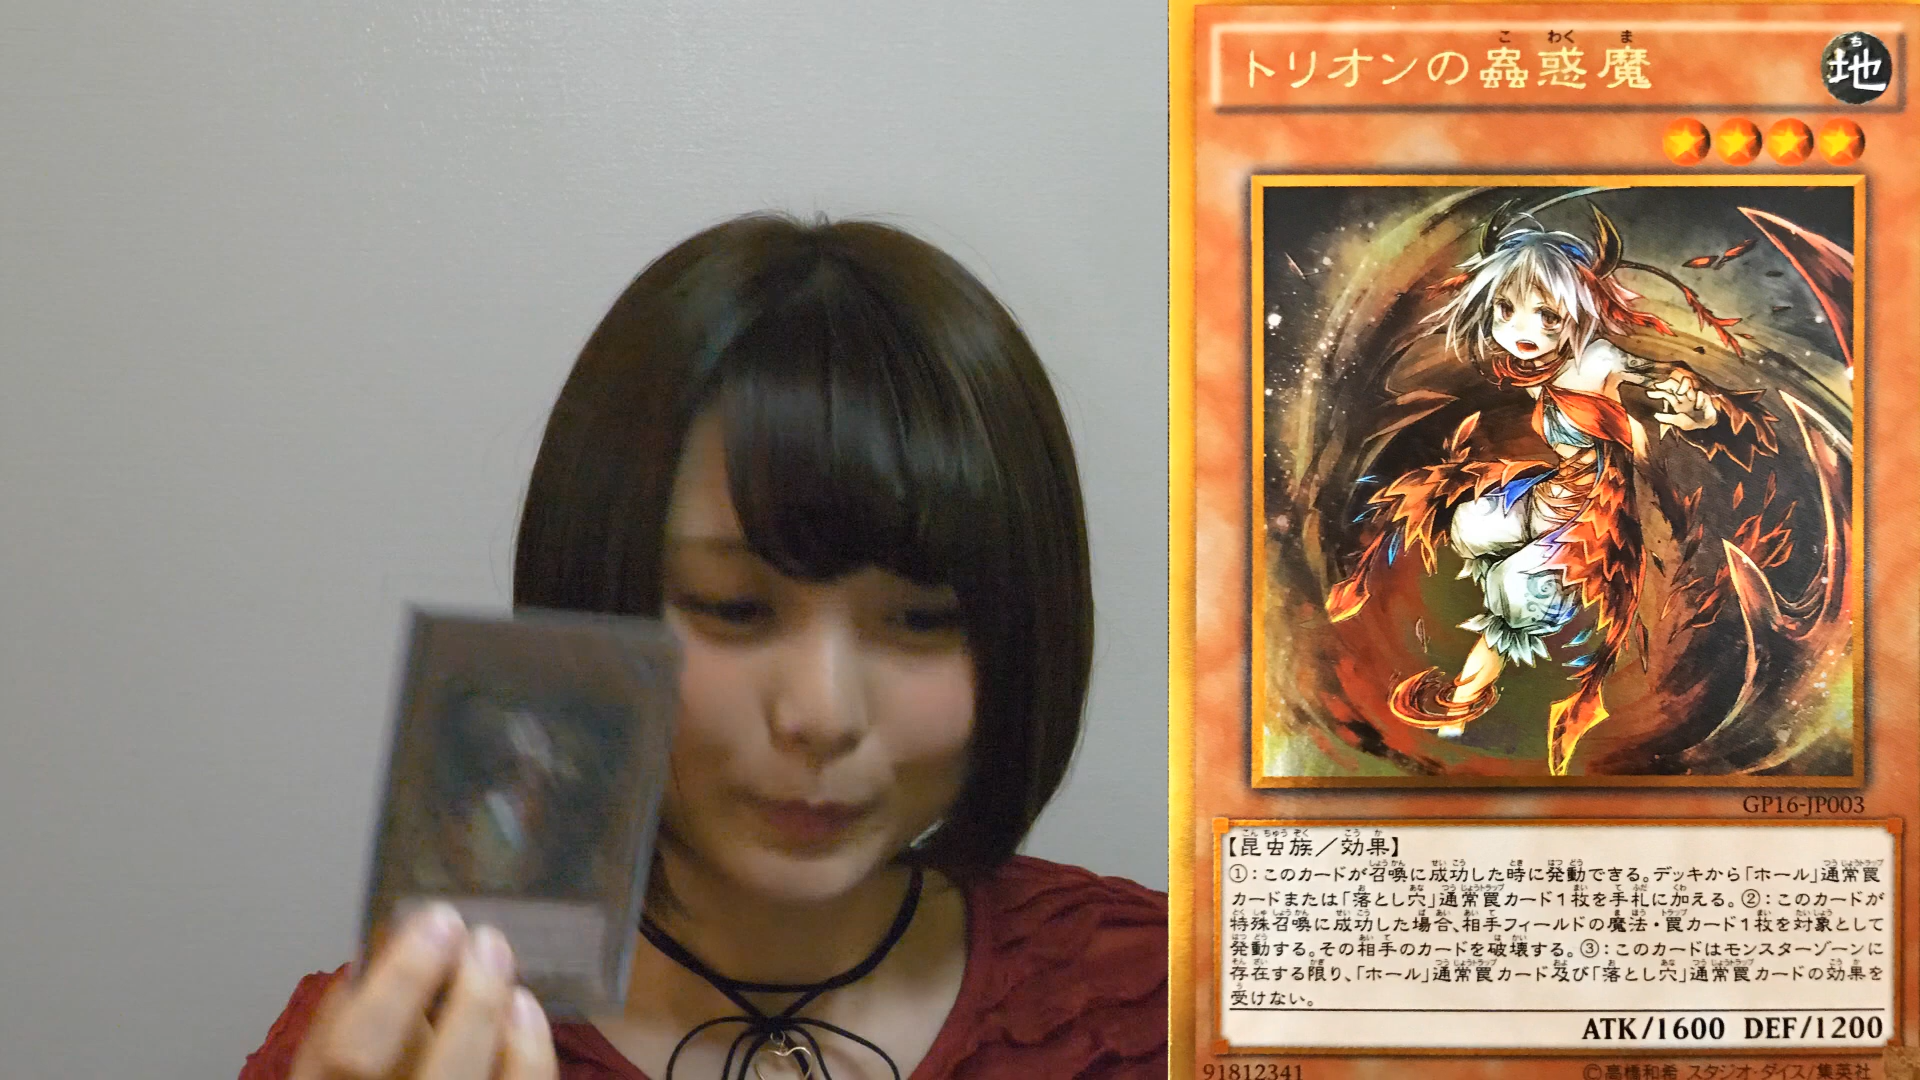 トリオンの蟲惑魔
地
GP16-JP003
【昆虫族／効果】
①：このカードが召喚に成功した時に発動できる。デッキから「ホール」通常罠
カードまたは「落とし穴」通常罠カード１枚を手札に加える。②：このカードが
特殊召喚に成功した場合、相手フィールドの魔法・罠カード１枚を対象として
発動する。その相手のカードを破壊する。③：このカードはモンスターゾーンに
存在する限り、「ホール」通常罠カード及び「落とし穴」通常罠カードの効果を
受けない。
ATK/1600 DEF/1200
91812341 ©高橋和希 スタジオ・ダイス/集英社